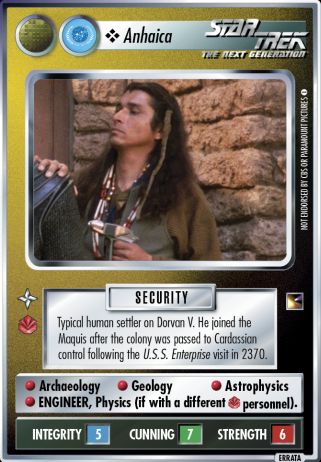 ❖ Anhaica
STAR TREK
THE NEXT GENERATION
NOT ENDORSED BY CBS OR PARAMOUNT PICTURES
SECURITY
Typical human settler on Dorvan V. He joined the
Maquis after the colony was passed to Cardassian
control following the U.S.S. Enterprise visit in 2370.
Archaeology Geology Astrophysics
ENGINEER, Physics (if with a different personnel).
INTEGRITY 5 CUNNING 7 STRENGTH 6
ERRATA